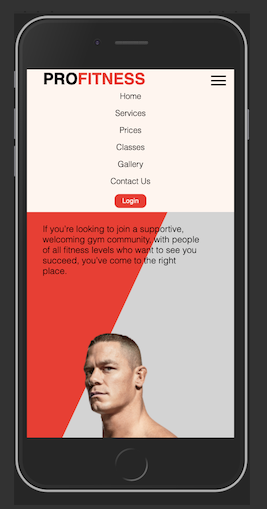 PROFITNESS
Home
Services
Prices
Classes
Gallery
Contact Us
Login
If you're looking to join a supportive,
welcoming gym community, with people
of all fitness levels who want to see you
succeed, you've come to the right
place.